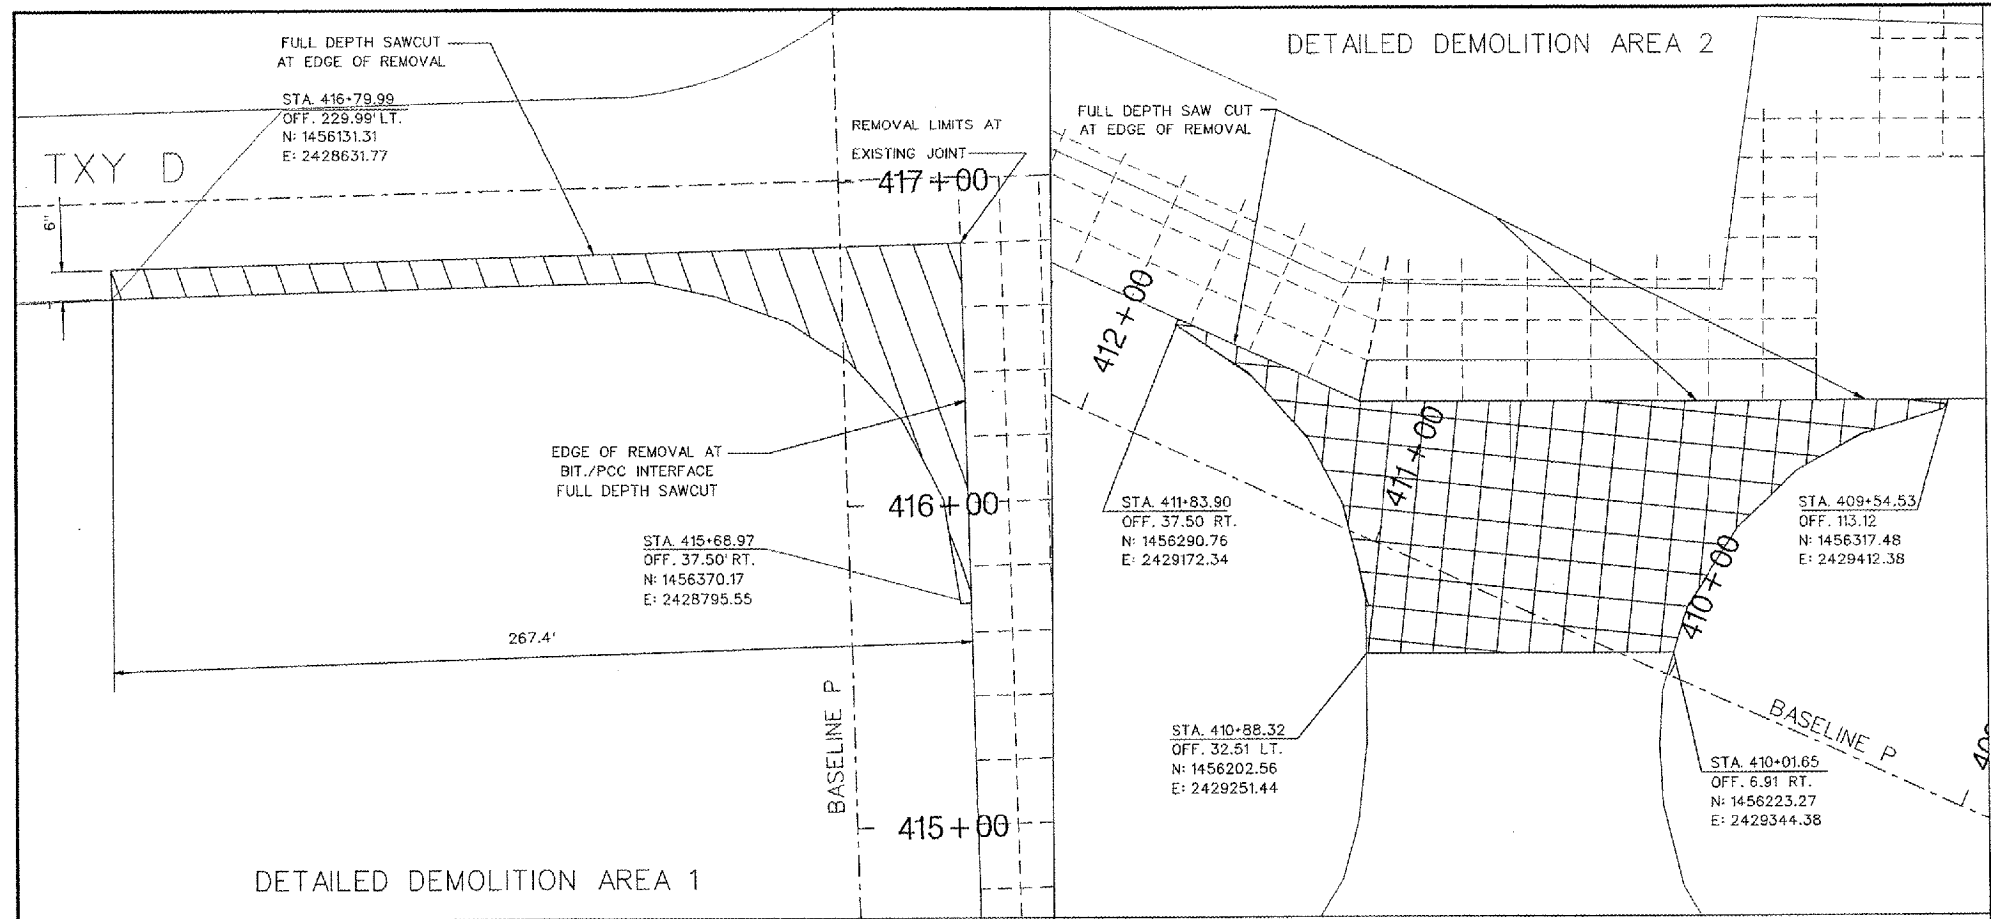 FULL DEPTH SAWCUT
AT EDGE OF REMOVAL
STA. 416+79.99
OFF. 229.99' LT.
N: 1456131.31
E: 2428631.77
TXY D
6"
REMOVAL LIMITS AT
EXISTING JOINT
417+00
EDGE OF REMOVAL AT
BIT./PCC INTERFACE
FULL DEPTH SAWCUT
416+00
STA. 415+68.97
OFF. 37.50' RT.
N: 1456370.17
E: 2428795.55
267.4'
BASELINE P
415+00
DETAILED DEMOLITION AREA 1
DETAILED DEMOLITION AREA 2
FULL DEPTH SAW CUT
AT EDGE OF REMOVAL
412+00
411+00
STA. 411+83.90
OFF. 37.50 RT.
N: 1456290.76
E: 2429172.34
STA. 409+54.53
OFF. 113.12
N: 1456317.48
E: 2429412.38
410+00
STA. 410+88.32
OFF. 32.51 LT.
N: 1456202.56
E: 2429251.44
BASELINE P
STA. 410+01.65
OFF. 6.91 RT.
N: 1456223.27
E: 2429344.38